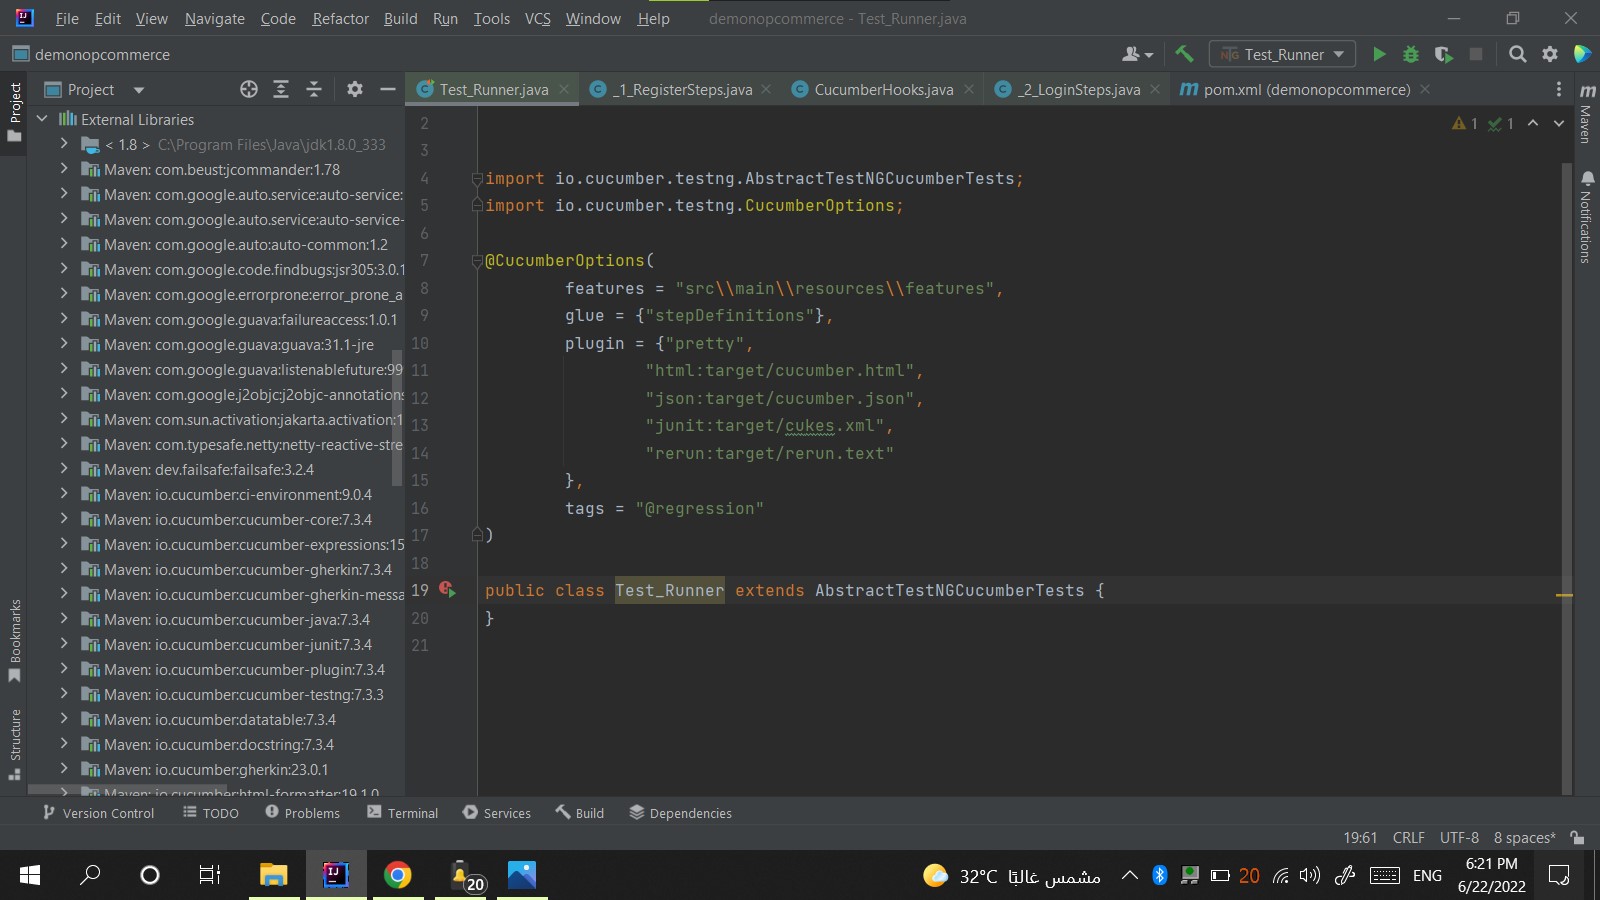 File Edit View Navigate Code Refactor Build Run Tools VCS Window Help demonopcommerce - Test_Runner.java
demonopcommerce
Test_Runner
Project
Test_Runner.java
_1_RegisterSteps.java
CucumberHooks.java
_2_LoginSteps.java
pom.xml (demonopcommerce)
Project
Bookmarks
Structure
Maven
Notifications
External Libraries
< 1.8 > C:\Program Files\Java\jdk1.8.0_333
Maven: com.beust:jcommander:1.78
Maven: com.google.auto.service:auto-service:
Maven: com.google.auto.service:auto-service-
Maven: com.google.auto:auto-common:1.2
Maven: com.google.code.findbugs:jsr305:3.0.1
Maven: com.google.errorprone:error_prone_a
Maven: com.google.guava:failureaccess:1.0.1
Maven: com.google.guava:guava:31.1-jre
Maven: com.google.guava:listenablefuture:99
Maven: com.google.j2objc:j2objc-annotations
Maven: com.sun.activation:jakarta.activation:1
Maven: com.typesafe.netty:netty-reactive-stre
Maven: dev.failsafe:failsafe:3.2.4
Maven: io.cucumber:ci-environment:9.0.4
Maven: io.cucumber:cucumber-core:7.3.4
Maven: io.cucumber:cucumber-expressions:15
Maven: io.cucumber:cucumber-gherkin:7.3.4
Maven: io.cucumber:cucumber-gherkin-messa
Maven: io.cucumber:cucumber-java:7.3.4
Maven: io.cucumber:cucumber-junit:7.3.4
Maven: io.cucumber:cucumber-plugin:7.3.4
Maven: io.cucumber:cucumber-testng:7.3.3
Maven: io.cucumber:datatable:7.3.4
Maven: io.cucumber:docstring:7.3.4
Maven: io.cucumber:gherkin:23.0.1
Maven: io.cucumber:html-formatter:19.1.0
1 1
2
3
4 import io.cucumber.testng.AbstractTestNGCucumberTests;
5 import io.cucumber.testng.CucumberOptions;
6
7 @CucumberOptions(
8 features = "src\\main\\resources\\features",
9 glue = {"stepDefinitions"},
10 plugin = {"pretty",
11 "html:target/cucumber.html",
12 "json:target/cucumber.json",
13 "junit:target/cukes.xml",
14 "rerun:target/rerun.text"
15 },
16 tags = "@regression"
17 )
18
19 public class Test_Runner extends AbstractTestNGCucumberTests {
20 }
21
Version Control TODO Problems Terminal Services Build Dependencies
19:61 CRLF UTF-8 8 spaces*
20
32°C مشمس غالبًا
20
ENG
6:21 PM
6/22/2022